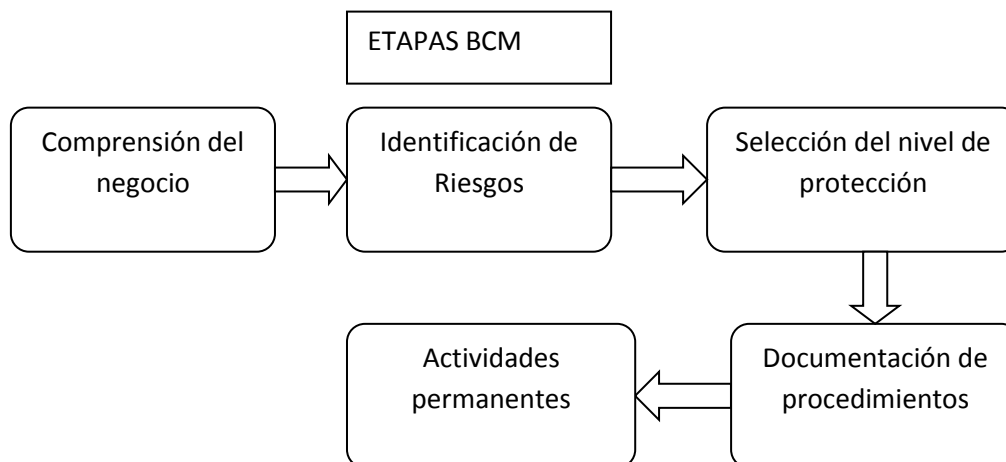 ETAPAS BCM
Comprensión del
negocio
Identificación de
Riesgos
Selección del nivel de
protección
Documentación de
procedimientos
Actividades
permanentes